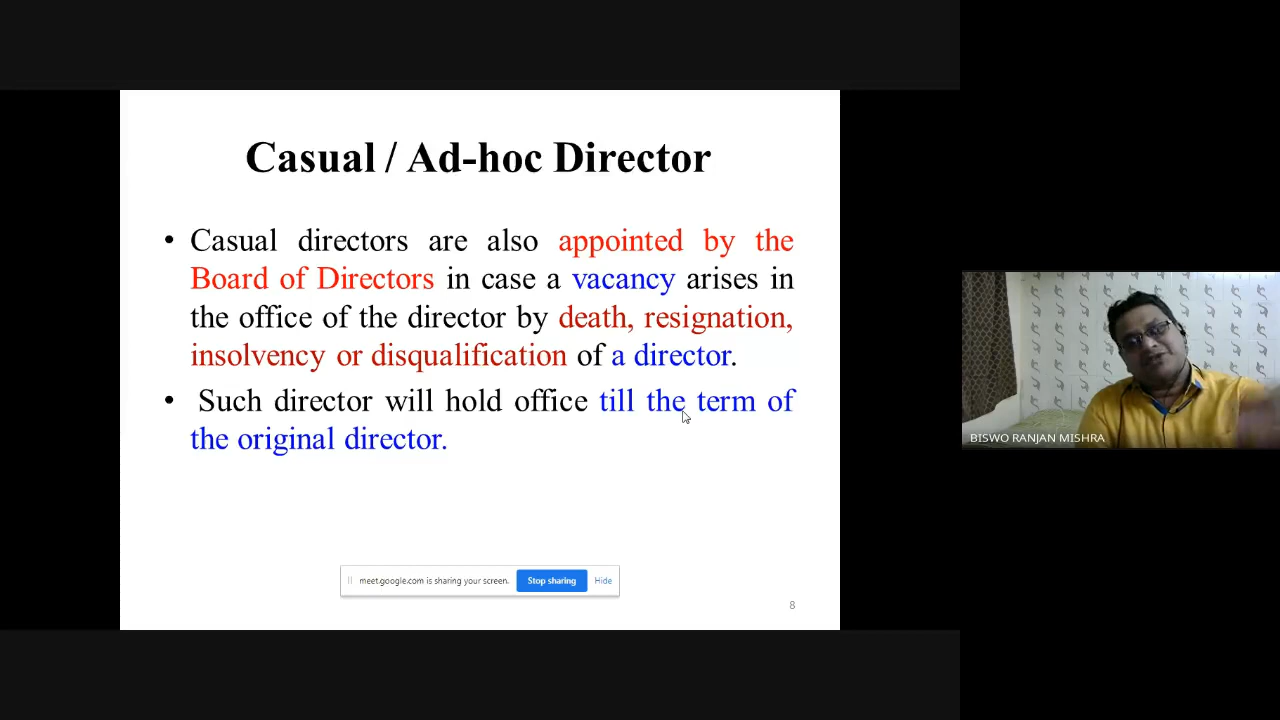 Casual / Ad-hoc Director
• Casual directors are also appointed by the
Board of Directors in case a vacancy arises in
the office of the director by death, resignation,
insolvency or disqualification of a director.
• Such director will hold office till the term of
the original director.
meet.google.com is sharing your screen. Stop sharing Hide
8
BISWO RANJAN MISHRA